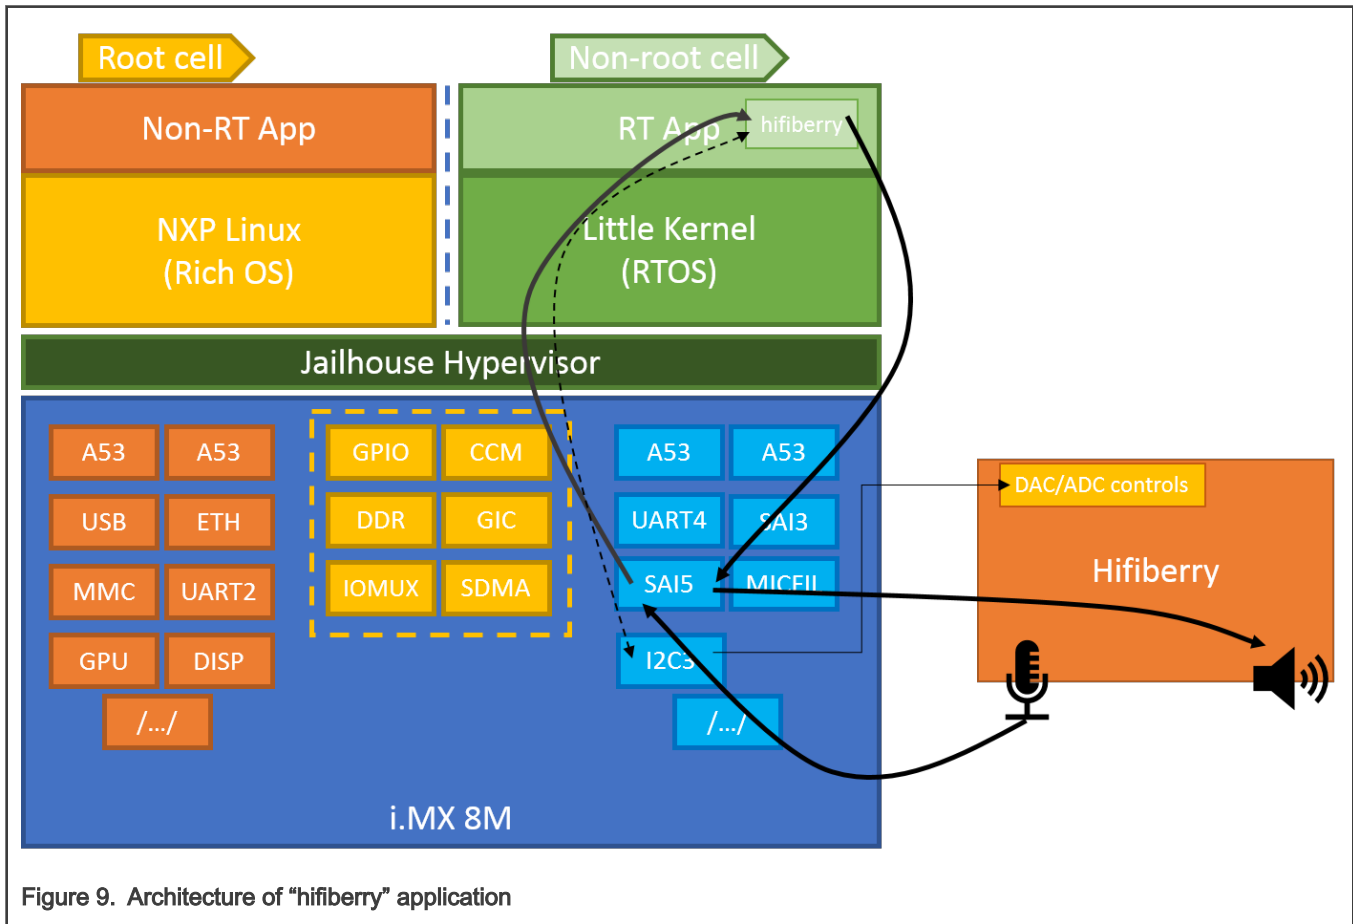 Root cell
Non-root cell
Non-RT App
RT App
hifiberry
NXP Linux
(Rich OS)
Little Kernel
(RTOS)
Jailhouse Hypervisor
A53
A53
GPIO
CCM
A53
A53
USB
ETH
DDR
GIC
UART4
SAI3
MMC
UART2
IOMUX
SDMA
SAI5
MICFIL
GPU
DISP
I2C3
/.../
/.../
i.MX 8M
DAC/ADC controls
Hifiberry
Figure 9. Architecture of “hifiberry” application